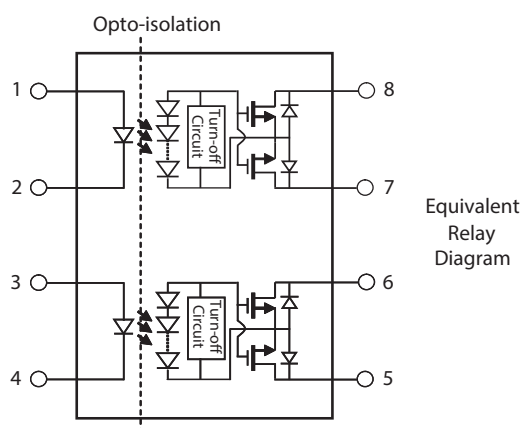 Opto-isolation
1
8
Turn-off
Circuit
2
7
Equivalent
Relay
Diagram
3
6
Turn-off
Circuit
4
5